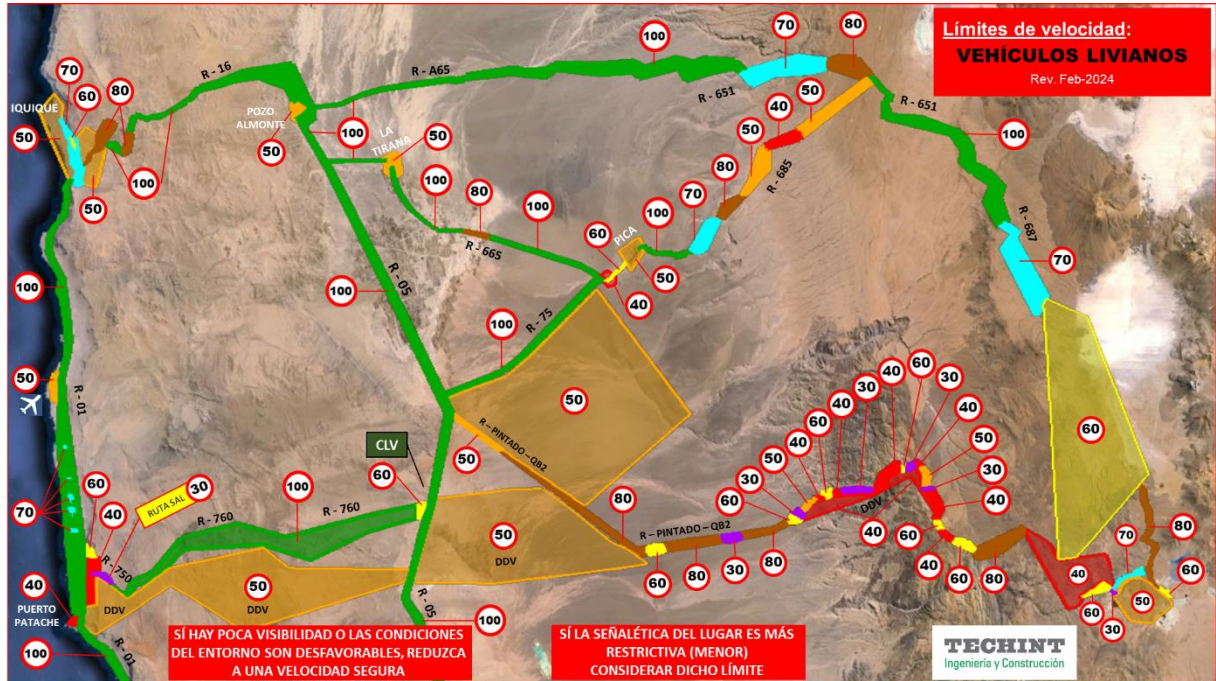 Límites de velocidad:
VEHÍCULOS LIVIANOS
Rev. Feb-2024
100
70
80
R - 16
R - A65
70
60
80
IQUIQUE
50
50
100
POZO
ALMONTE
50
100
LA
TIRANA
50
R - 651
40
50
50
R - 651
100
80
R - 685
70
100
80
100
R - 665
60
PICA
100
50
40
R - 687
70
100
R - 05
100
R - 75
100
50
R - 01
50
CLV
60
50
R – PINTADO – QB2
80
50
60
60
40
RUTA SAL
30
100
R - 760
R - 760
70
R - 750
40
PUERTO
PATACHE
DDV
50
DDV
50
DDV
R - 05
100
R - 01
100
R – PINTADO – QB2
60
80
30
80
60
30
50
40
60
40
30
40
40
60
30
40
50
30
40
DDV
40
60
40
60
80
40
70
80
60
60
30
50
SÍ HAY POCA VISIBILIDAD O LAS CONDICIONES
DEL ENTORNO SON DESFAVORABLES, REDUZCA
A UNA VELOCIDAD SEGURA
SÍ LA SEÑALÉTICA DEL LUGAR ES MÁS
RESTRICTIVA (MENOR)
CONSIDERAR DICHO LÍMITE
TECHINT
Ingeniería y Construcción